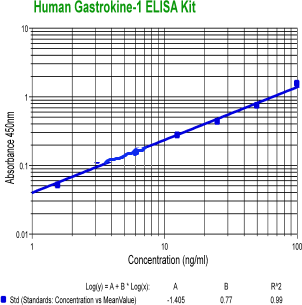 Human Gastrokine-1 ELISA Kit
10
1
0.1
0.01
Absorbance 450nm
1 10 100
Concentration (ng/ml)
Log(y) = A + B * Log(x): A B R^2
Std (Standards: Concentration vs MeanValue) -1.405 0.77 0.99